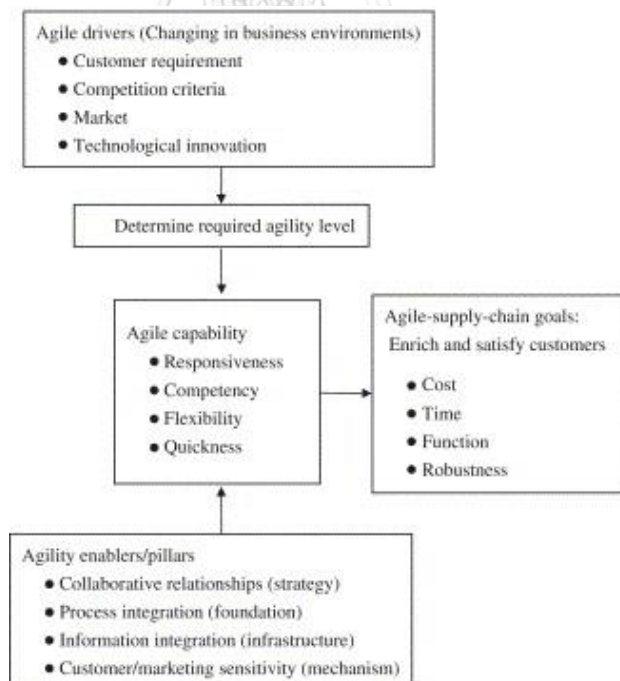 Agile drivers (Changing in business environments)
● Customer requirement
● Competition criteria
● Market
● Technological innovation
Determine required agility level
Agile capability
● Responsiveness
● Competency
● Flexibility
● Quickness
Agile-supply-chain goals:
Enrich and satisfy customers
● Cost
● Time
● Function
● Robustness
Agility enablers/pillars
● Collaborative relationships (strategy)
● Process integration (foundation)
● Information integration (infrastructure)
● Customer/marketing sensitivity (mechanism)